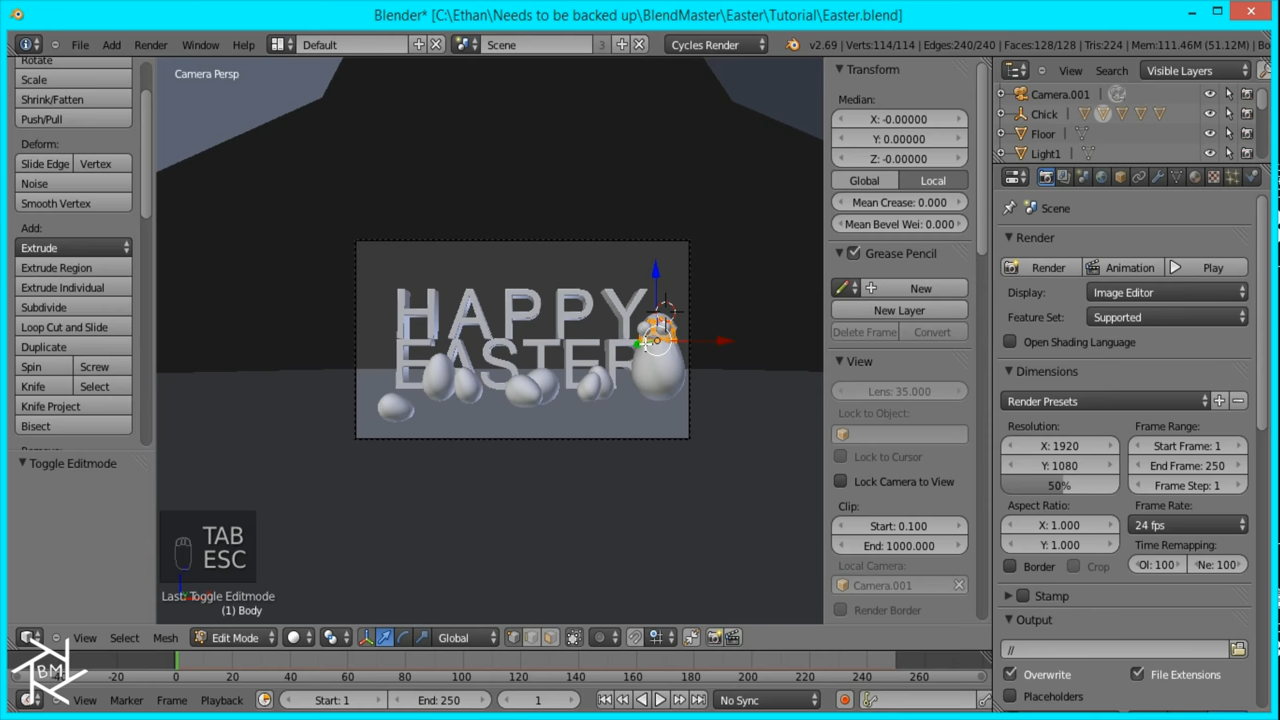 Blender* [C:\Ethan\Needs to be backed up\BlendMaster\Easter\Tutorial\Easter.blend]
File Add Render Window Help Default Scene 3 Cycles Render v2.69 | Verts:114/114 | Edges:240/240 | Faces:128/128 | Tris:224 | Mem:111.46M (51.12M) | Bo
Rotate
Scale
Shrink/Fatten
Push/Pull
Deform:
Slide Edge Vertex
Noise
Smooth Vertex
Add:
Extrude
Extrude Region
Extrude Individual
Subdivide
Loop Cut and Slide
Duplicate
Spin Screw
Knife Select
Knife Project
Bisect
Toggle Editmode
Camera Persp
HAPPY
EASTER
TAB
ESC
Last: Toggle Editmode
(1) Body
Transform
Median:
X: -0.00000
Y: 0.00000
Z: -0.00000
Global Local
Mean Crease: 0.000
Mean Bevel Wei: 0.000
Grease Pencil
New
New Layer
Delete Frame Convert
View
Lens: 35.000
Lock to Object:
Lock to Cursor
Lock Camera to View
Clip:
Start: 0.100
End: 1000.000
Local Camera:
Camera.001
Render Border
View Search Visible Layers
Camera.001
Chick
Floor
Light1
Scene
Render
Render Animation Play
Display: Image Editor
Feature Set: Supported
Open Shading Language
Dimensions
Render Presets
Resolution: Frame Range:
X: 1920 Start Frame: 1
Y: 1080 End Frame: 250
50% Frame Step: 1
Aspect Ratio: Frame Rate:
X: 1.000 24 fps
Y: 1.000 Time Remapping:
Border Crop Ol: 100 Ne: 100
Stamp
Output
//
Overwrite File Extensions
Placeholders
View Select Mesh Edit Mode Global
-40 -20 0 20 40 60 80 100 120 140 160 180 200 220 240 260
BM
View Marker Frame Playback Start: 1 End: 250 1 No Sync